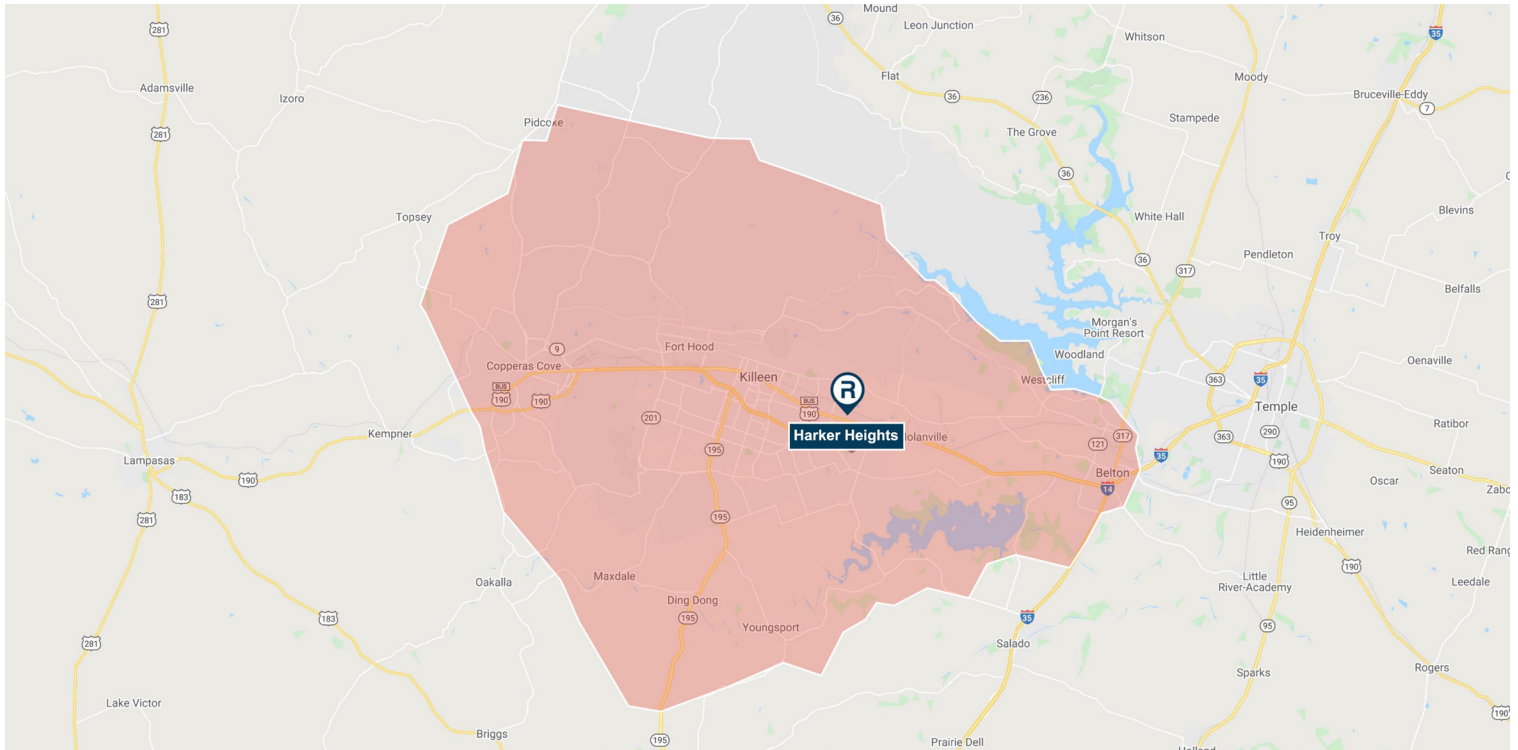 Mound
36
Leon Junction
281
Whitson
35
Adamsville
Izoro
Flat
Moody
36
236
Bruceville-Eddy
7
Pidcoke
The Grove
Stampede
281
36
Topsey
White Hall
Blevins
Troy
36
317
Pendleton
281
Belfalls
Morgan's
Point Resort
Fort Hood
9
Woodland
Oenaville
Copperas Cove
363
35
Killeen
Westcliff
BUS
190
190
R
BUS
190
Temple
201
Harker Heights
Nolanville
Kempner
195
121
317
363
290
Ratibor
Lampasas
190
35
190
Belton
Seaton
183
14
Oscar
281
195
95
Heidenheimer
Oakalla
Maxdale
190
Little
River-Academy
Leedale
Ding Dong
183
195
Youngsport
35
95
281
Salado
Sparks
Rogers
Lake Victor
Briggs
195
Prairie Dell
190